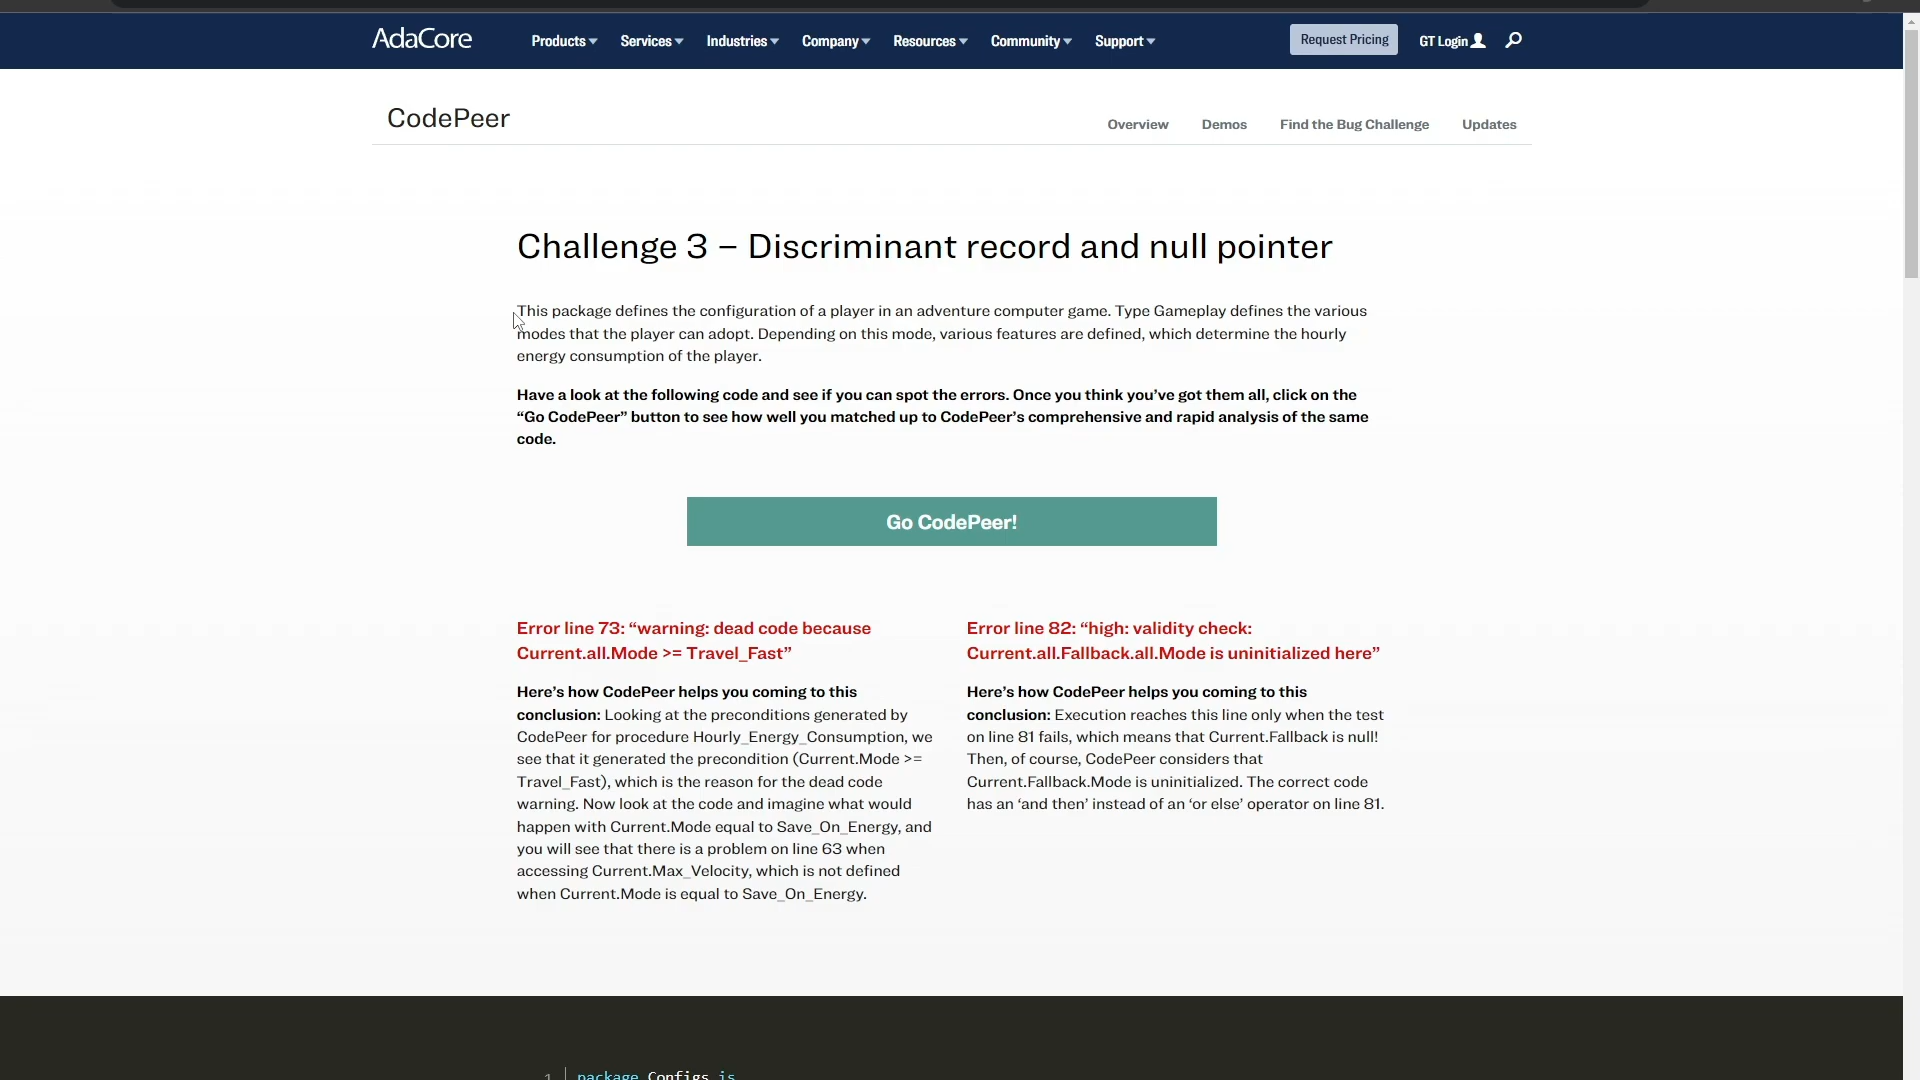 AdaCore
Products Services Industries Company Resources Community Support
Request Pricing
GT Login
CodePeer
Overview Demos Find the Bug Challenge Updates
Challenge 3 – Discriminant record and null pointer
This package defines the configuration of a player in an adventure computer game. Type Gameplay defines the various
modes that the player can adopt. Depending on this mode, various features are defined, which determine the hourly
energy consumption of the player.
Have a look at the following code and see if you can spot the errors. Once you think you’ve got them all, click on the
“Go CodePeer” button to see how well you matched up to CodePeer’s comprehensive and rapid analysis of the same
code.
Go CodePeer!
Error line 73: “warning: dead code because
Current.all.Mode >= Travel_Fast”
Here’s how CodePeer helps you coming to this
conclusion: Looking at the preconditions generated by
CodePeer for procedure Hourly_Energy_Consumption, we
see that it generated the precondition (Current.Mode >=
Travel_Fast), which is the reason for the dead code
warning. Now look at the code and imagine what would
happen with Current.Mode equal to Save_On_Energy, and
you will see that there is a problem on line 63 when
accessing Current.Max_Velocity, which is not defined
when Current.Mode is equal to Save_On_Energy.
Error line 82: “high: validity check:
Current.all.Fallback.all.Mode is uninitialized here”
Here’s how CodePeer helps you coming to this
conclusion: Execution reaches this line only when the test
on line 81 fails, which means that Current.Fallback is null!
Then, of course, CodePeer considers that
Current.Fallback.Mode is uninitialized. The correct code
has an ‘and then’ instead of an ‘or else’ operator on line 81.
1 package Configs is